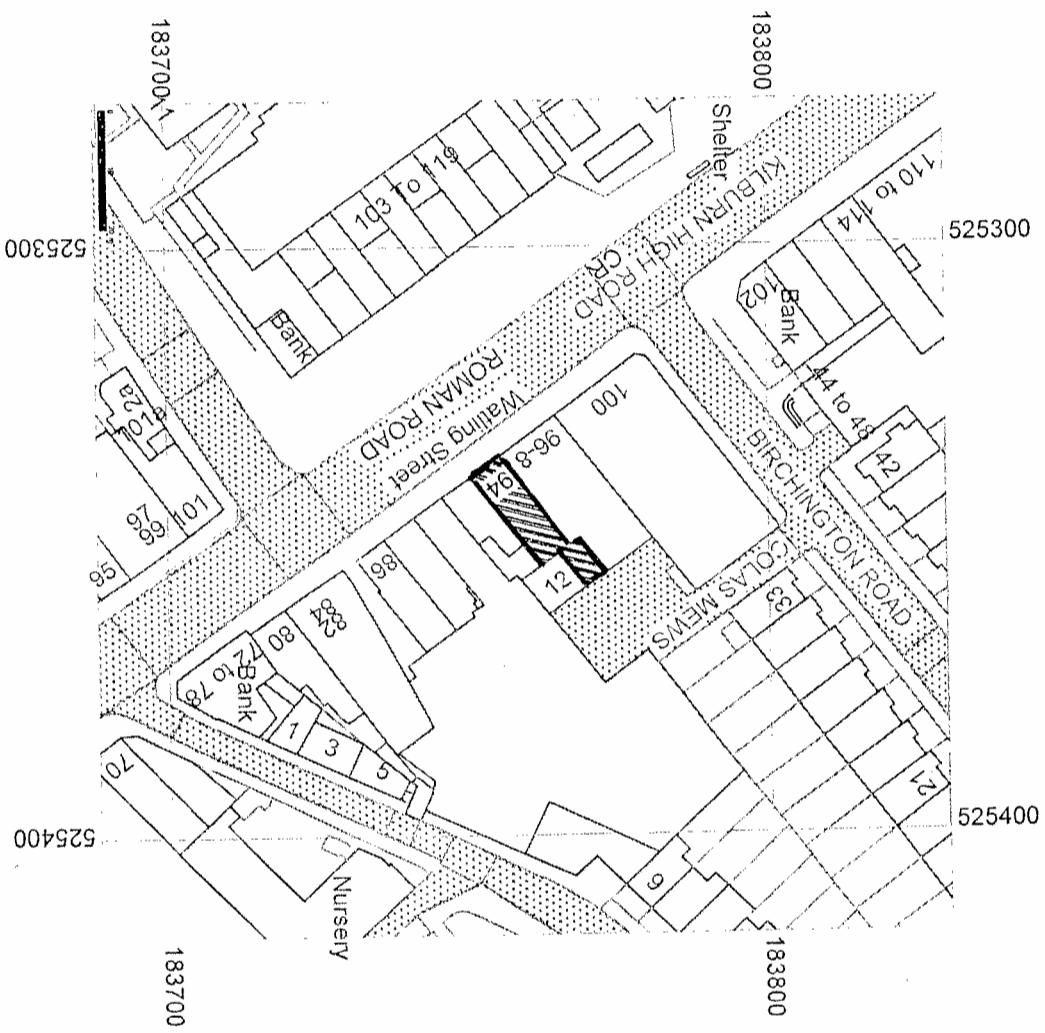 183700
183800
Shelter
110 to 114
KILBURN HIGH ROAD
CR
103 To 119
525300
525300
102
Bank
Bank
44 to 48
ROMAN ROAD
Watling Street
100
96-8
94
BIRCHINGTON ROAD
42
12a
101a
97
99
101
95
86
12
COLAS MEWS
33
80
72 to 78
Bank
1
3
5
21
70
9
525400
525400
Nursery
183700
183800